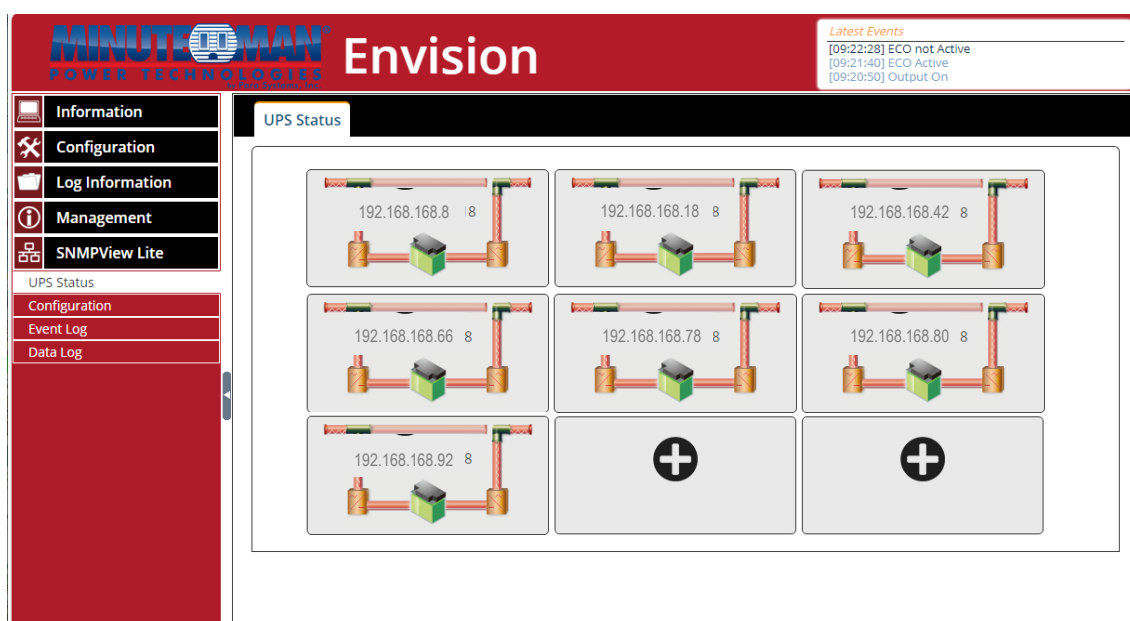 MINUTEMAN®
POWER TECHNOLOGIES
Envision
Latest Events
[09:22:28] ECO not Active
[09:21:40] ECO Active
[09:20:50] Output On
Information
Configuration
Log Information
Management
SNMPView Lite
UPS Status
Configuration
Event Log
Data Log
UPS Status
192.168.168.8 8
192.168.168.18 8
192.168.168.42 8
192.168.168.66 8
192.168.168.78 8
192.168.168.80 8
192.168.168.92 8